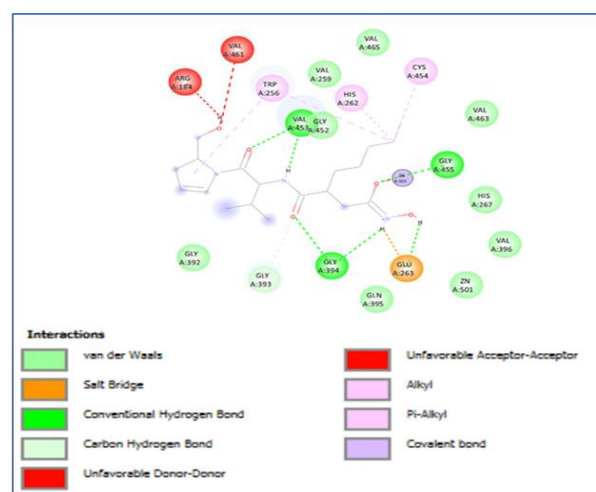 VAL
A:465
VAL
A:461
VAL
A:259
CYS
A:454
ARG
A:184
TRP
A:256
HIS
A:262
VAL
A:453
GLY
A:452
VAL
A:463
H
O
GLY
A:455
O
N
H
O
ZN
HIS
A:267
N
O
O
N
H
O
H
VAL
A:396
GLY
A:392
GLY
A:393
GLY
A:394
GLU
A:263
GLN
A:395
ZN
A:501
Interactions
van der Waals
Salt Bridge
Conventional Hydrogen Bond
Carbon Hydrogen Bond
Unfavorable Donor-Donor
Unfavorable Acceptor-Acceptor
Alkyl
Pi-Alkyl
Covalent bond